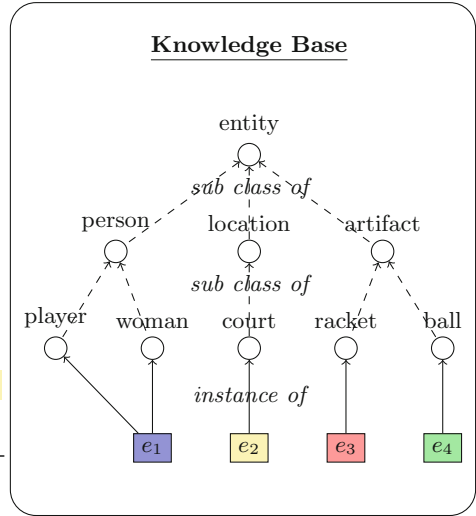 Knowledge Base
entity
sub class of
person location artifact
sub class of
player woman court racket ball
instance of
e1 e2 e3 e4